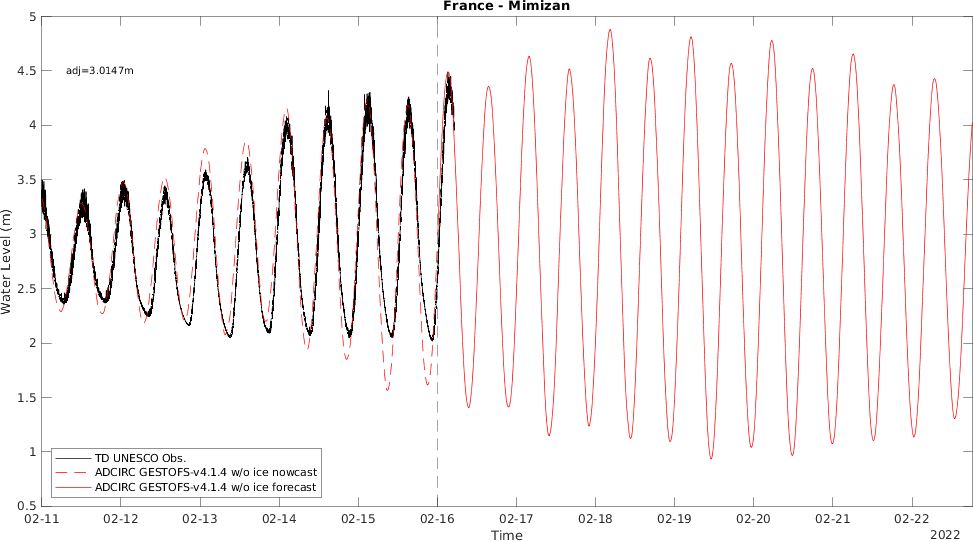 France - Mimizan
adj=3.0147m
Water Level (m)
5
4.5
4
3.5
3
2.5
2
1.5
1
0.5
TD UNESCO Obs.
ADCIRC GESTOFS-v4.1.4 w/o ice nowcast
ADCIRC GESTOFS-v4.1.4 w/o ice forecast
02-11 02-12 02-13 02-14 02-15 02-16 02-17 02-18 02-19 02-20 02-21 02-22
Time
2022